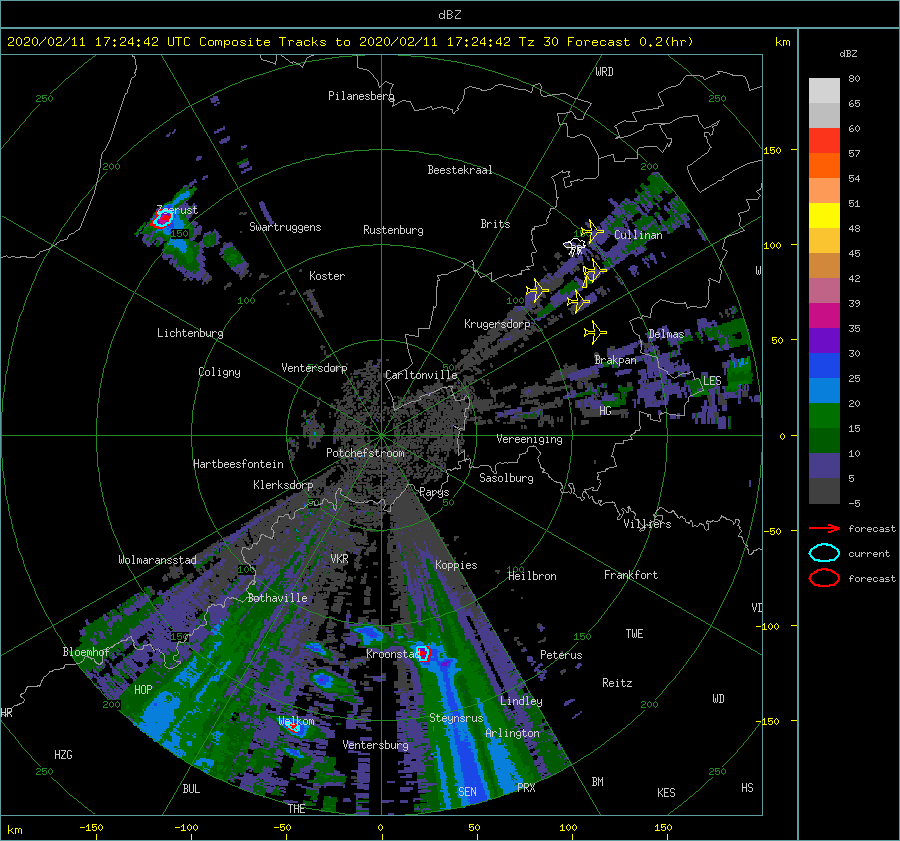 dBZ
2020/02/11 17:24:42 UTC Composite Tracks to 2020/02/11 17:24:42 Tz 30 Forecast 0.2(hr)
km
dBZ
WRD
80
Pilanesberg
250
250
65
60
150
57
200
Beestekraal
200
54
Zeerust
51
Swartruggens
Rustenburg
Brits
150
Cullinan
48
100
45
W
Koster
42
100
100
39
Lichtenburg
Krugersdorp
Delmas
35
50
Coligny
Ventersdorp
Carltonville
Brakpan
30
LES
25
HG
20
0
Vereeniging
15
Potchefstroom
10
Hartbeesfontein
Klerksdorp
Parys
Sasolburg
5
50
50
-5
Villiers
forecast
-50
Wolmaransstad
VKR
Koppies
current
100
100
Heilbron
Frankfort
forecast
Bothaville
VI
-100
150
150
TWE
Bloemhof
Kroonstad
Petrus
HOP
Reitz
WD
200
Lindley
200
HR
Walkom
Steynsrus
-150
Arlington
HZG
Ventersburg
250
250
BUL
SEN
PRX
BM
KES
HS
THE
km
-150
-100
-50
0
50
100
150